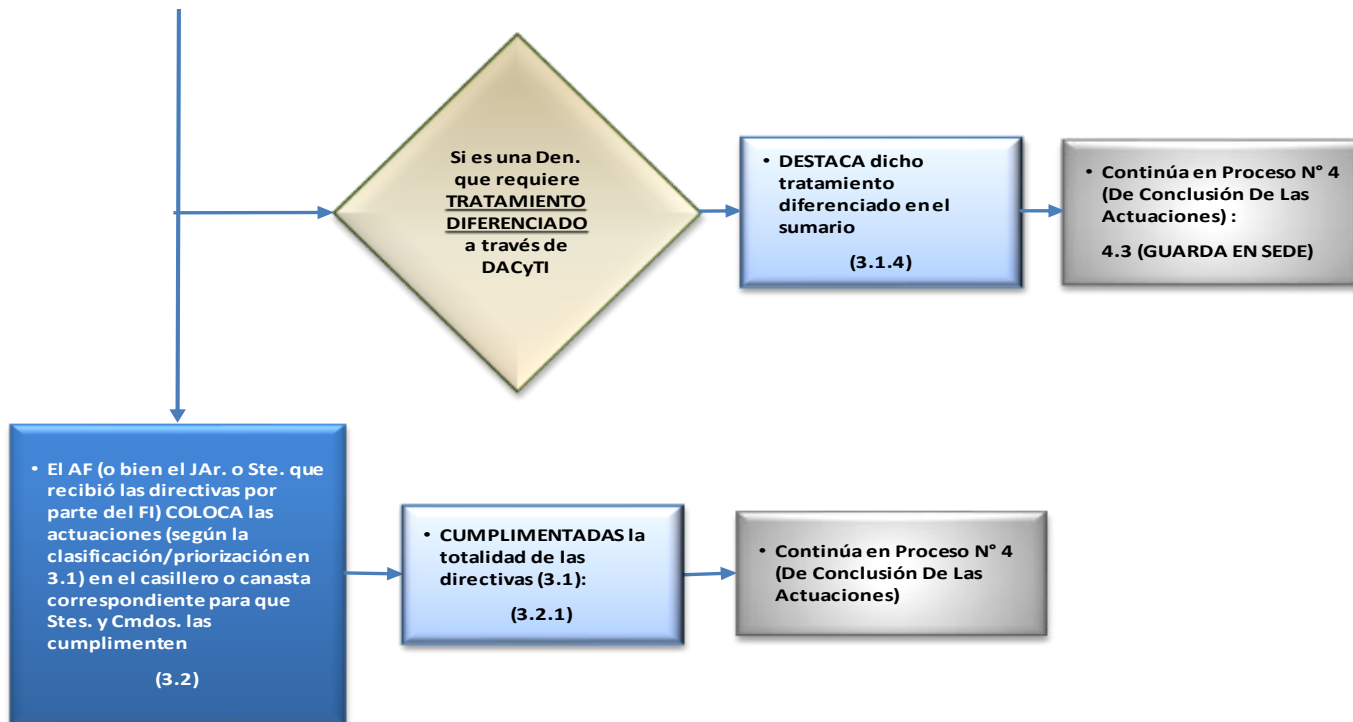 Si es una Den.
que requiere
TRATAMIENTO
DIFERENCIADO
a través de
DACyTI
• DESTACA dicho
tratamiento
diferenciado en el
sumario
(3.1.4)
• Continúa en Proceso N° 4
(De Conclusión De Las
Actuaciones) :
4.3 (GUARDA EN SEDE)
• El AF (o bien el JAr. o Ste. que
recibió las directivas por
parte del FI) COLOCA las
actuaciones (según la
clasificación/priorización en
3.1) en el casillero o canasta
correspondiente para que
Stes. y Cmdos. las
cumplimenten
(3.2)
• CUMPLIMENTADAS la
totalidad de las
directivas (3.1):
(3.2.1)
• Continúa en Proceso N° 4
(De Conclusión De Las
Actuaciones)